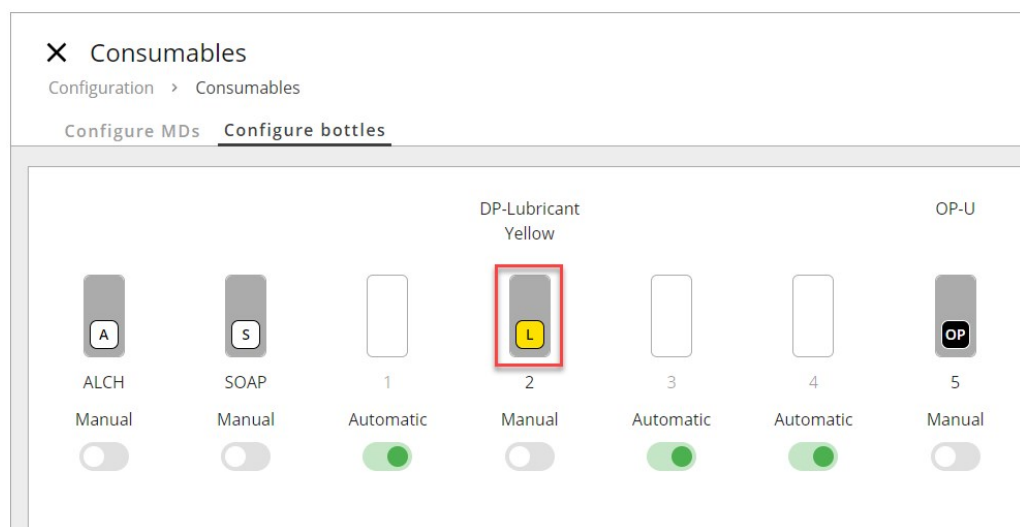 Consumables
Configuration > Consumables
Configure MDs Configure bottles
DP-Lubricant
Yellow
OP-U
A S L OP
ALCH SOAP 1 2 3 4 5
Manual Manual Automatic Manual Automatic Automatic Manual